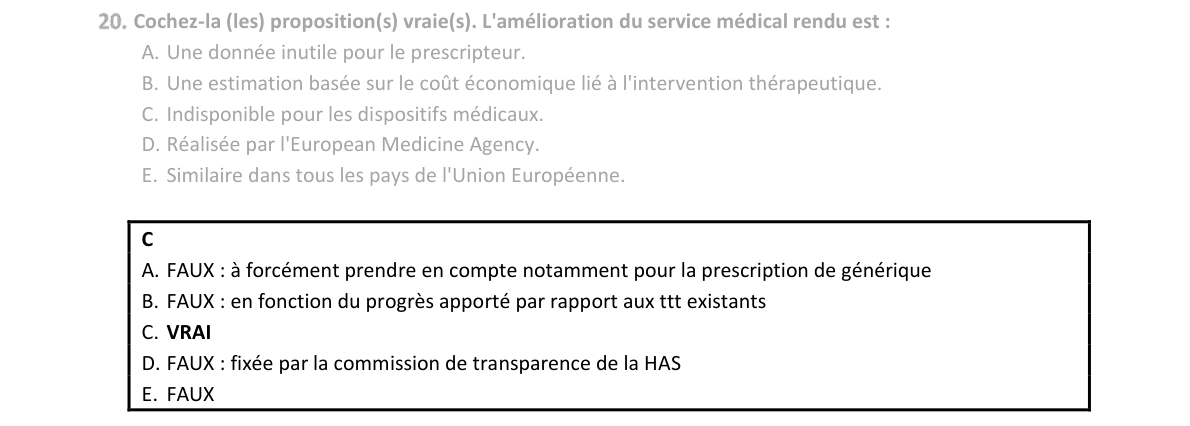 20. Cochez-la (les) proposition(s) vraie(s). L'amélioration du service médical rendu est :
A. Une donnée inutile pour le prescripteur.
B. Une estimation basée sur le coût économique lié à l'intervention thérapeutique.
C. Indisponible pour les dispositifs médicaux.
D. Réalisée par l'European Medicine Agency.
E. Similaire dans tous les pays de l'Union Européenne.
C
A. FAUX : à forcément prendre en compte notamment pour la prescription de générique
B. FAUX : en fonction du progrès apporté par rapport aux ttt existants
C. VRAI
D. FAUX : fixée par la commission de transparence de la HAS
E. FAUX